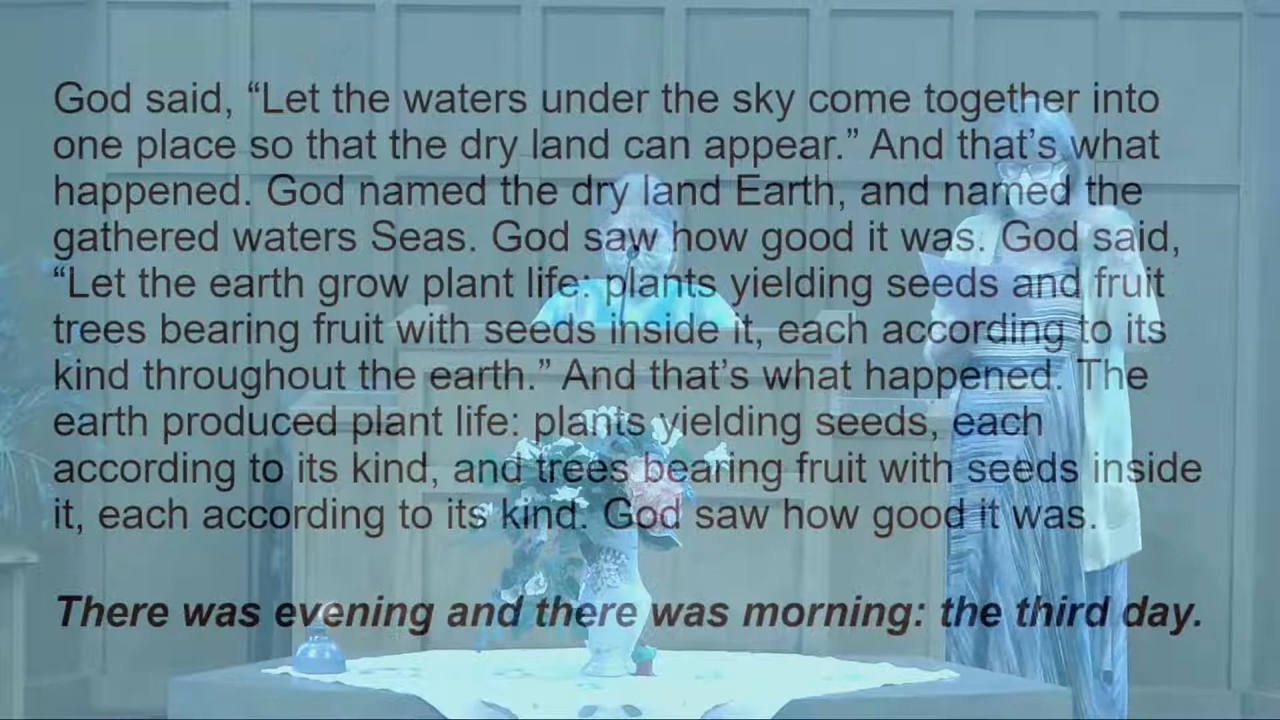 God said, “Let the waters under the sky come together into
one place so that the dry land can appear.” And that’s what
happened. God named the dry land Earth, and named the
gathered waters Seas. God saw how good it was. God said,
“Let the earth grow plant life: plants yielding seeds and fruit
trees bearing fruit with seeds inside it, each according to its
kind throughout the earth.” And that’s what happened. The
earth produced plant life: plants yielding seeds, each
according to its kind, and trees bearing fruit with seeds inside
it, each according to its kind. God saw how good it was.
There was evening and there was morning: the third day.